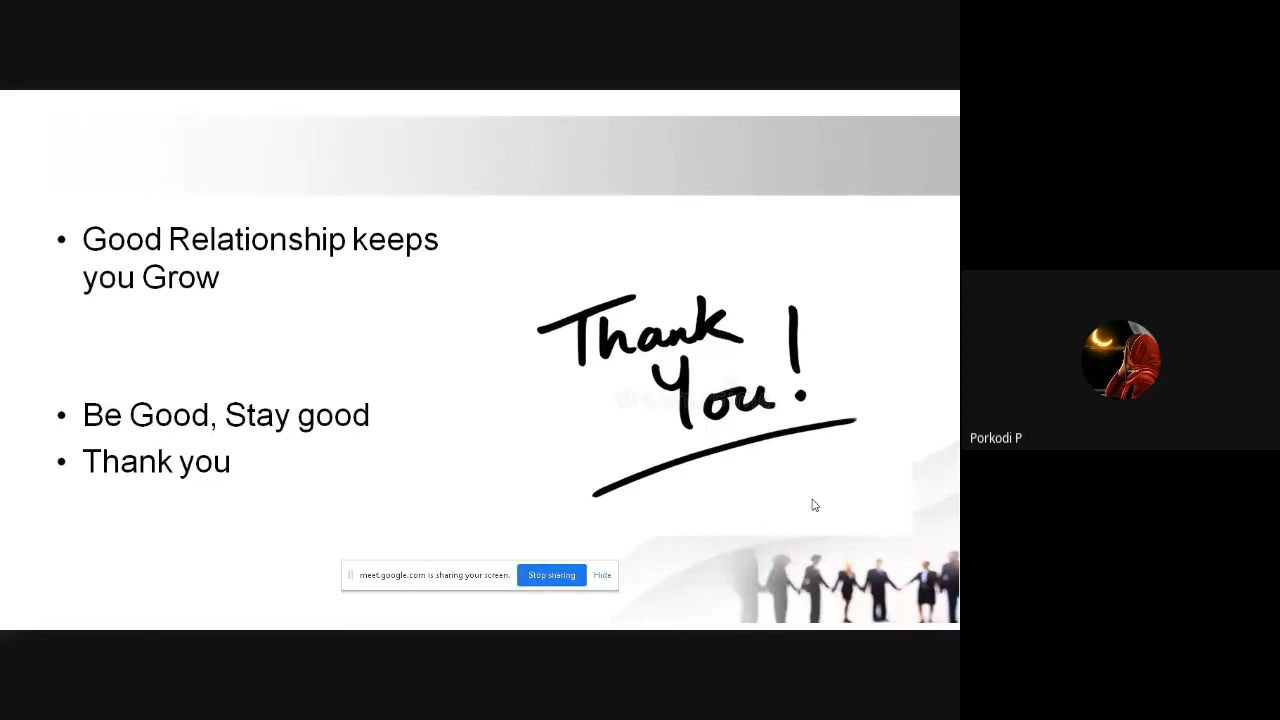 • Good Relationship keeps
you Grow
• Be Good, Stay good
• Thank you
Thank
You!
meet.google.com is sharing your screen. Stop sharing Hide
Porkodi P